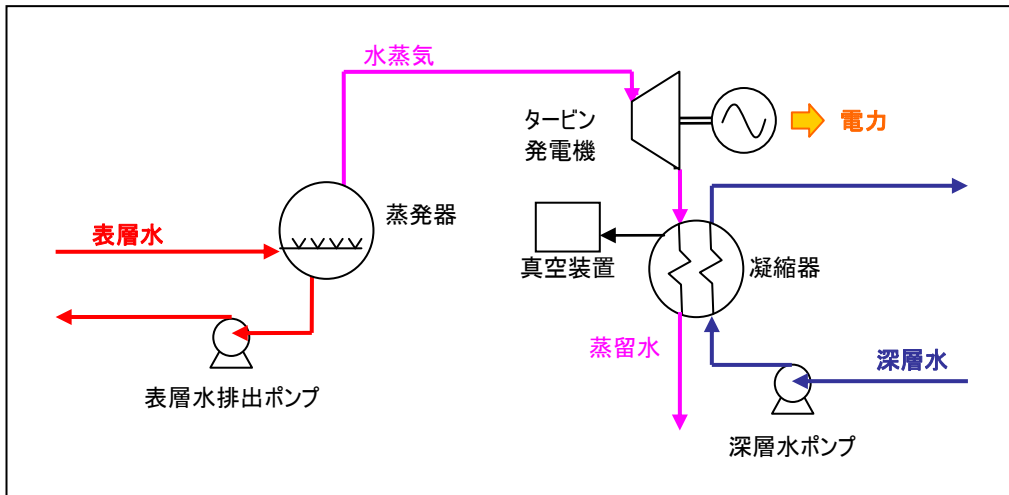 水蒸気
タービン
発電機
電力
蒸発器
表層水
真空装置
凝縮器
蒸留水
深層水
表層水排出ポンプ
深層水ポンプ